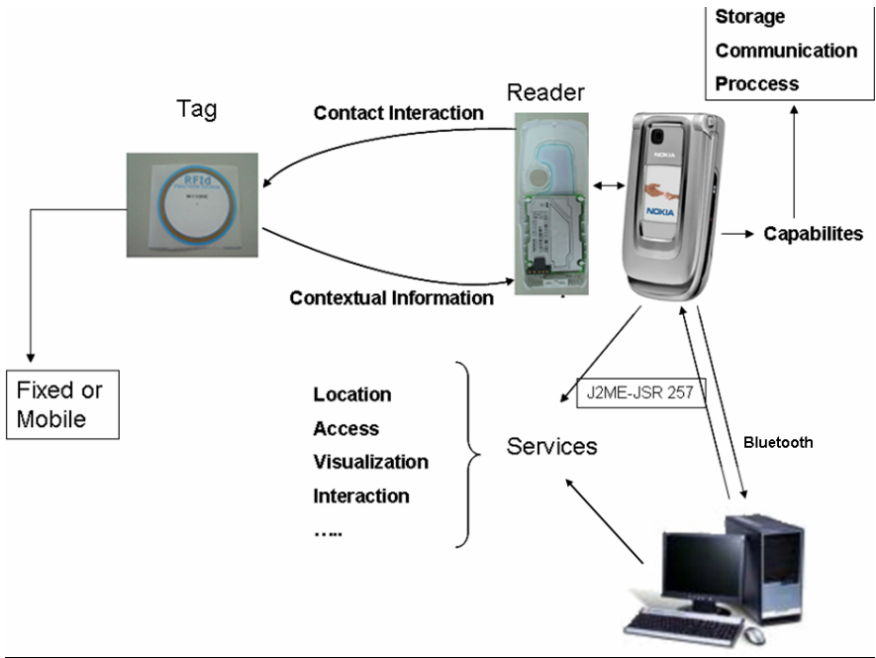 Storage
Communication
Proccess
Tag
Contact Interaction
Reader
RFId
NOKIA
NOKIA
Capabilites
Contextual Information
Fixed or
Mobile
Location
Access
Visualization
Interaction
.....
J2ME-JSR 257
Services
Bluetooth